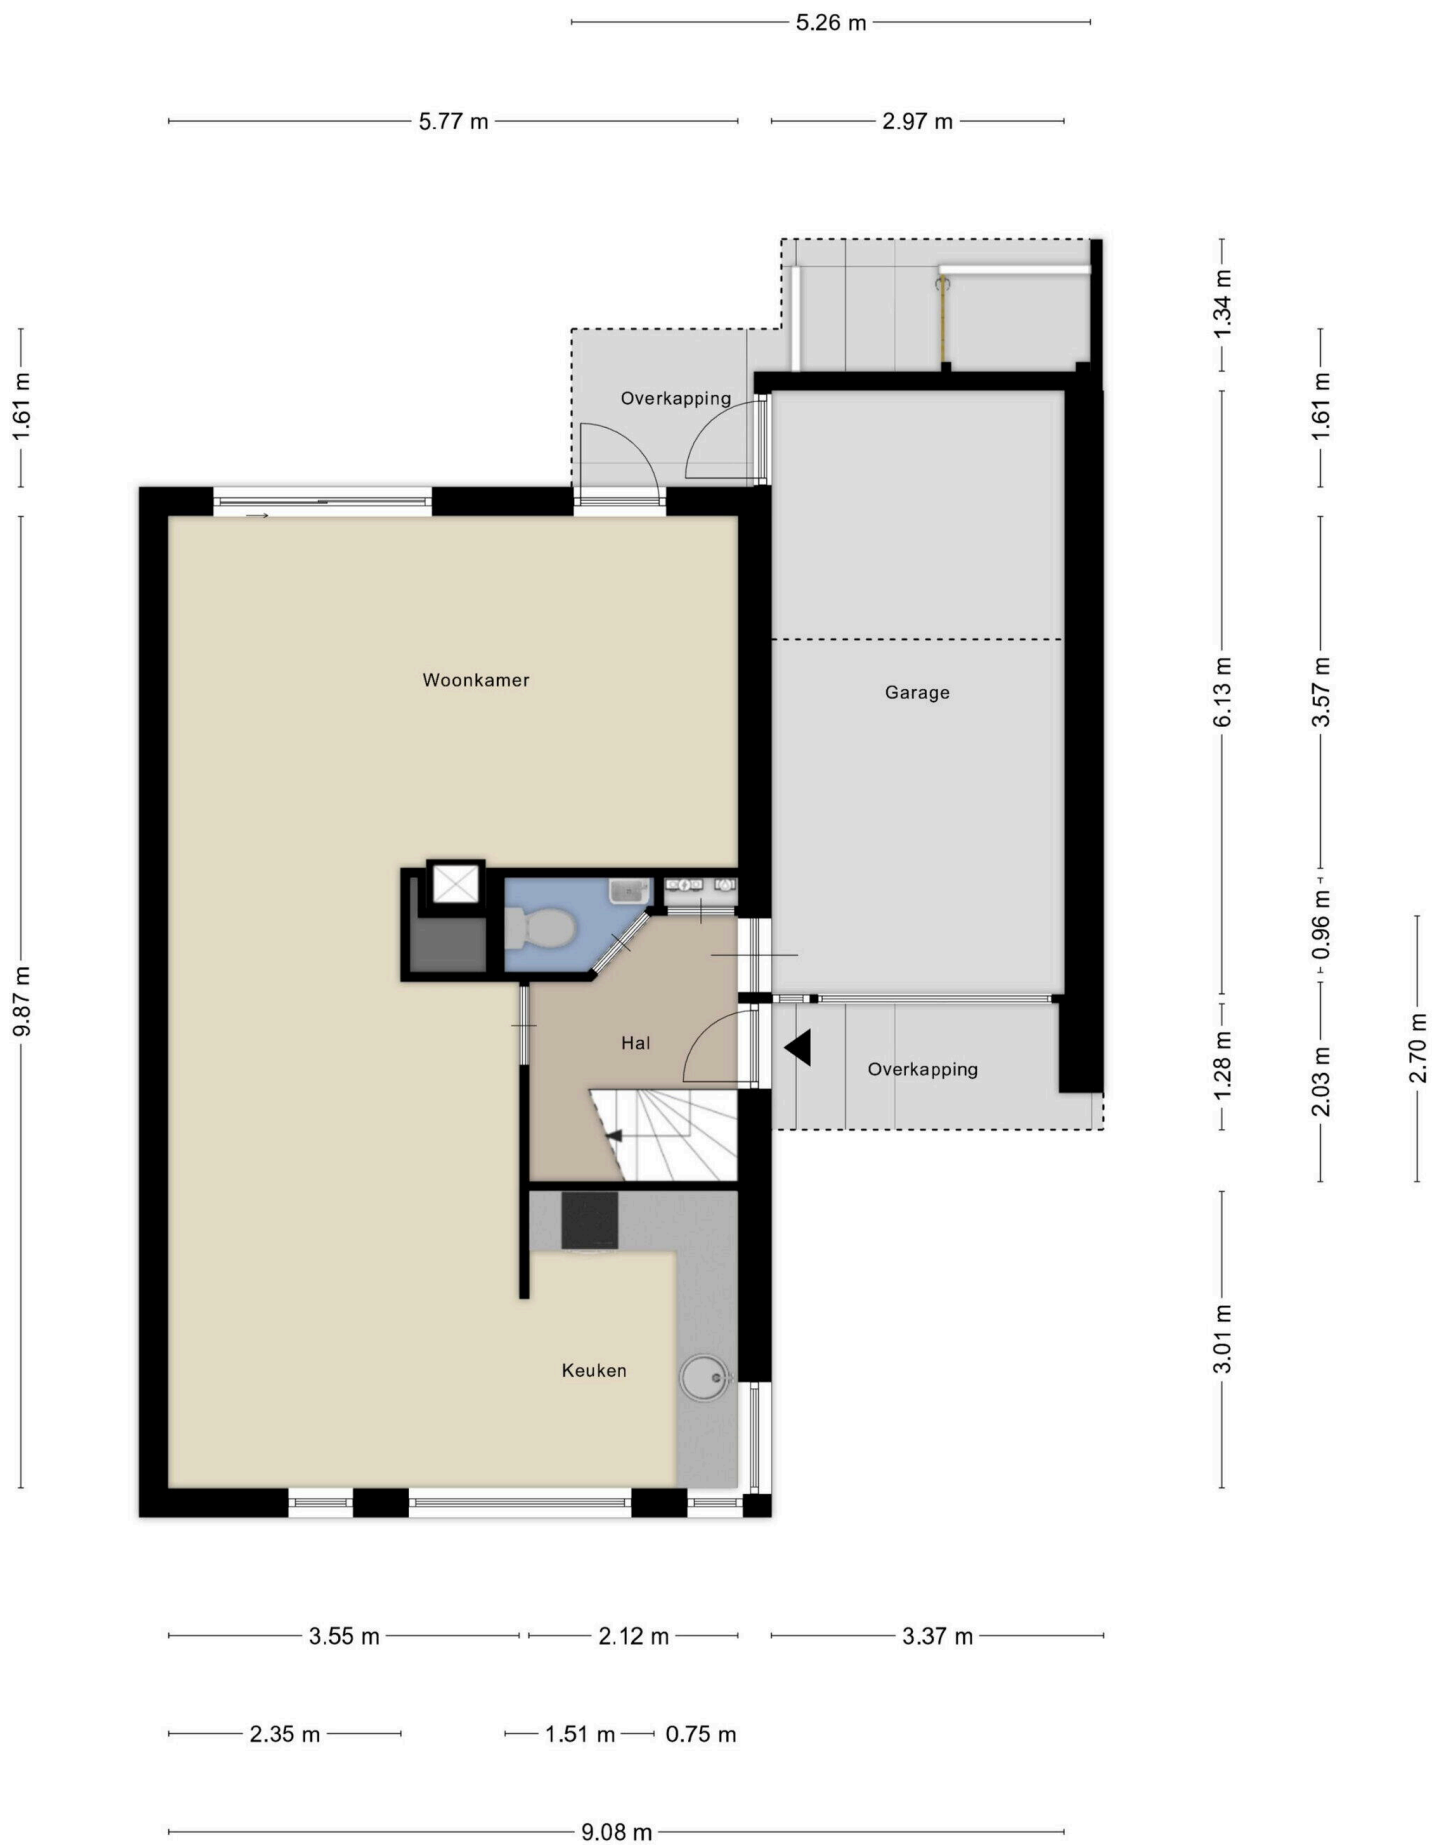 5.26 m
5.77 m
2.97 m
1.34 m
1.61 m
1.61 m
Overkapping
Woonkamer
Garage
6.13 m
3.57 m
9.87 m
0.96 m
Hal
Overkapping
1.28 m
2.03 m
2.70 m
3.01 m
Keuken
3.55 m
2.12 m
3.37 m
2.35 m
1.51 m
0.75 m
9.08 m